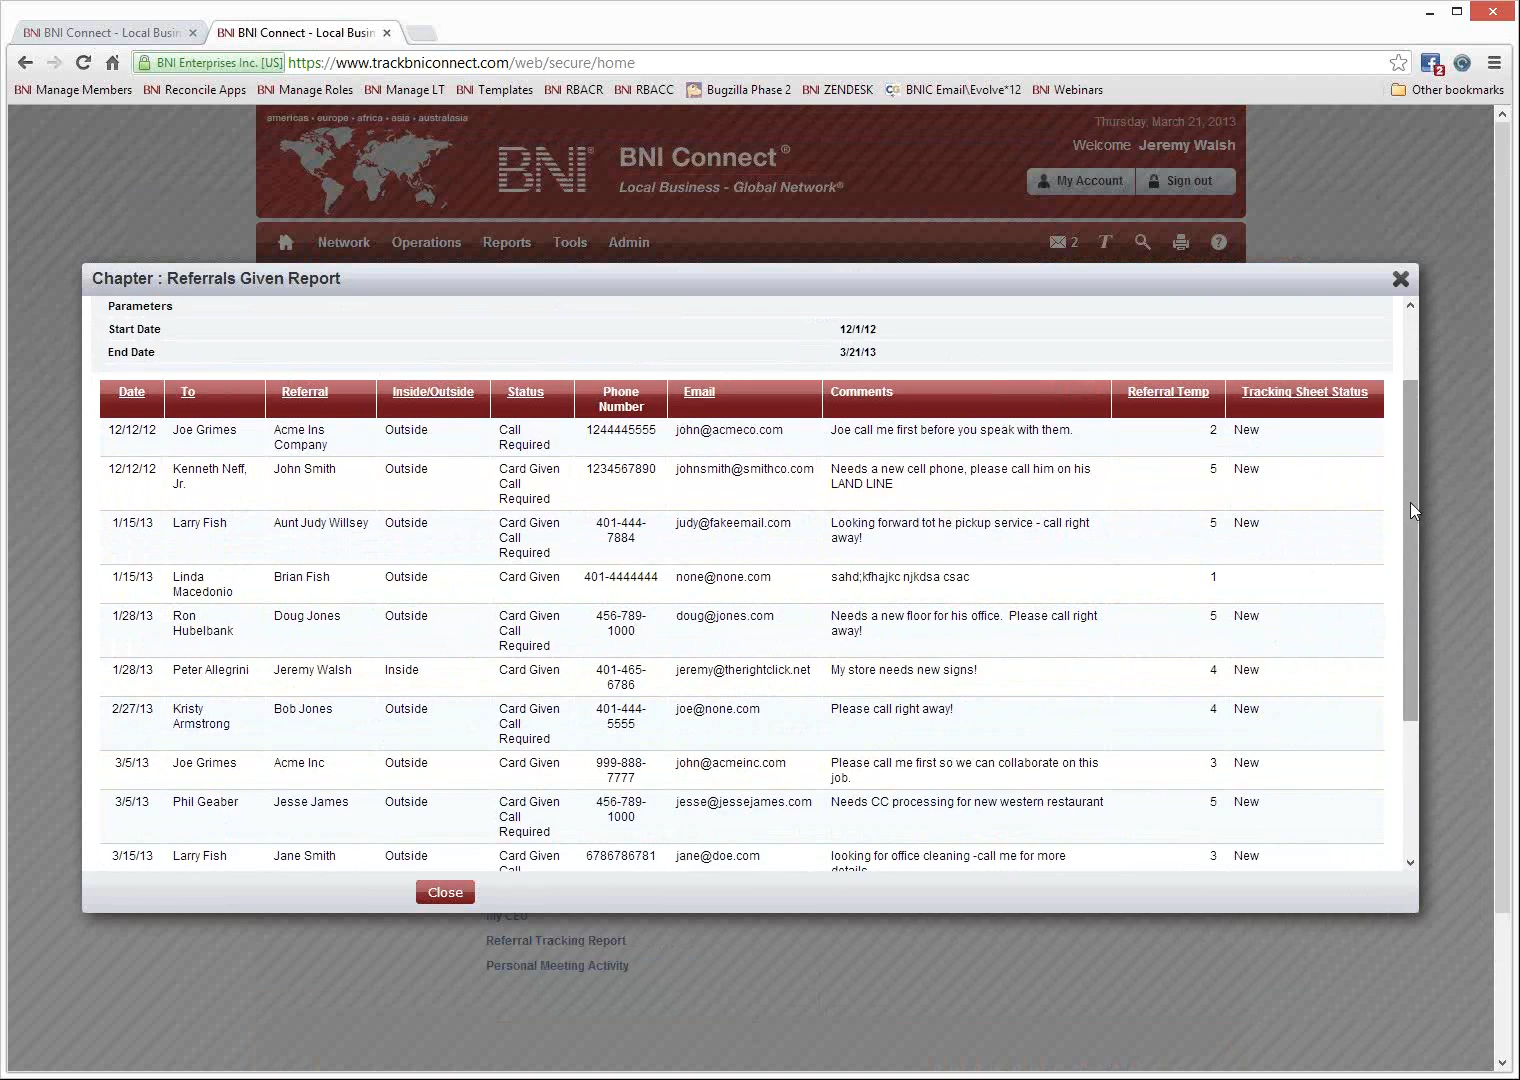 BNI BNI Connect - Local Busin
BNI BNI Connect - Local Busin
BNI Enterprises Inc. [US] https://www.trackbniconnect.com/web/secure/home
2
BNI Manage Members BNI Reconcile Apps BNI Manage Roles BNI Manage LT BNI Templates BNI RBACR BNI RBACC Bugzilla Phase 2 BNI ZENDESK BNIC Email\Evolve*12 BNI Webinars Other bookmarks
americas • europe • africa • asia • australasia
Thursday, March 21, 2013
BNI® BNI Connect®
Welcome Jeremy Walsh
Local Business - Global Network®
My Account Sign out
Network Operations Reports Tools Admin 2 T ?
Chapter : Referrals Given Report
Parameters
Start Date 12/1/12
End Date 3/21/13
Date To Referral Inside/Outside Status Phone Email Comments Referral Temp Tracking Sheet Status
Number
12/12/12 Joe Grimes Acme Ins Outside Call 1244445555 john@acmeco.com Joe call me first before you speak with them. 2 New
Company Required
12/12/12 Kenneth Neff, John Smith Outside Card Given 1234567890 johnsmith@smithco.com Needs a new cell phone, please call him on his 5 New
Jr. Call LAND LINE
Required
1/15/13 Larry Fish Aunt Judy Willsey Outside Card Given 401-444- judy@fakeemail.com Looking forward tot he pickup service - call right 5 New
Call 7884 away!
Required
1/15/13 Linda Brian Fish Outside Card Given 401-4444444 none@none.com sahd;kfhajkc njkdsa csac 1
Macedonio
1/28/13 Ron Doug Jones Outside Card Given 456-789- doug@jones.com Needs a new floor for his office.  Please call right 5 New
Hubelbank Call 1000 away!
Required
1/28/13 Peter Allegrini Jeremy Walsh Inside Card Given 401-465- jeremy@therightclick.net My store needs new signs! 4 New
6786
2/27/13 Kristy Bob Jones Outside Card Given 401-444- joe@none.com Please call right away! 4 New
Armstrong Call 5555
Required
3/5/13 Joe Grimes Acme Inc Outside Card Given 999-888- john@acmeinc.com Please call me first so we can collaborate on this 3 New
7777 job.
3/5/13 Phil Geaber Jesse James Outside Card Given 456-789- jesse@jessejames.com Needs CC processing for new western restaurant 5 New
Call 1000
Required
3/15/13 Larry Fish Jane Smith Outside Card Given 6786786781 jane@doe.com looking for office cleaning -call me for more 3 New
Call details
Close
My CEU
Referral Tracking Report
Personal Meeting Activity